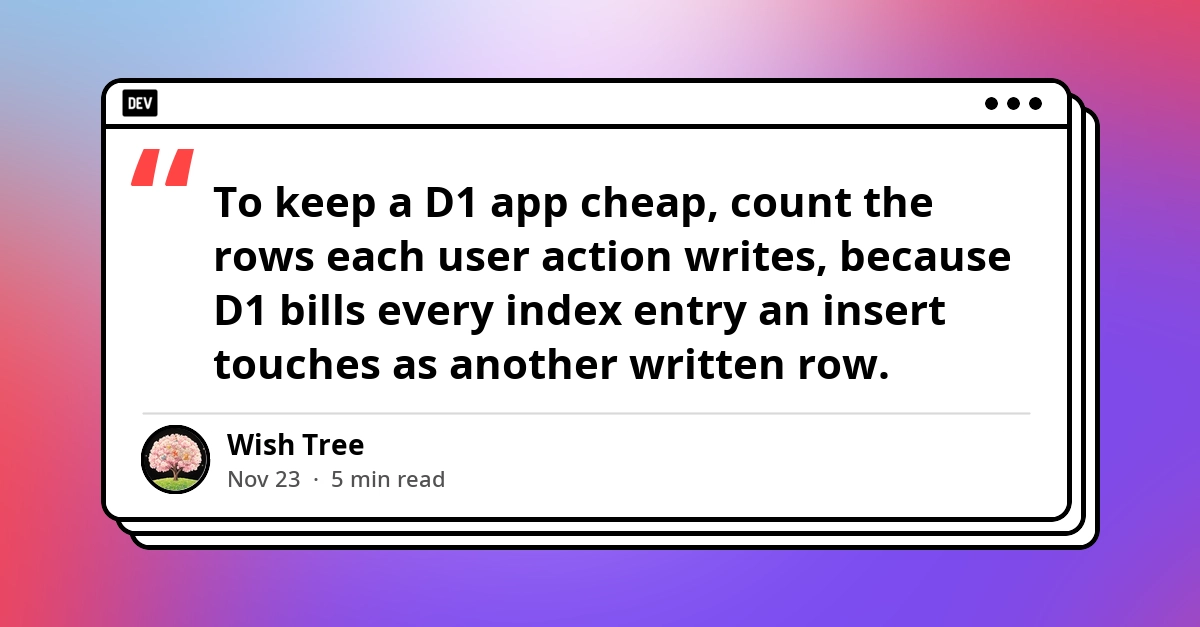 DEV
“
To keep a D1 app cheap, count the
rows each user action writes, because
D1 bills every index entry an insert
touches as another written row.
Wish Tree
Nov 23 · 5 min read